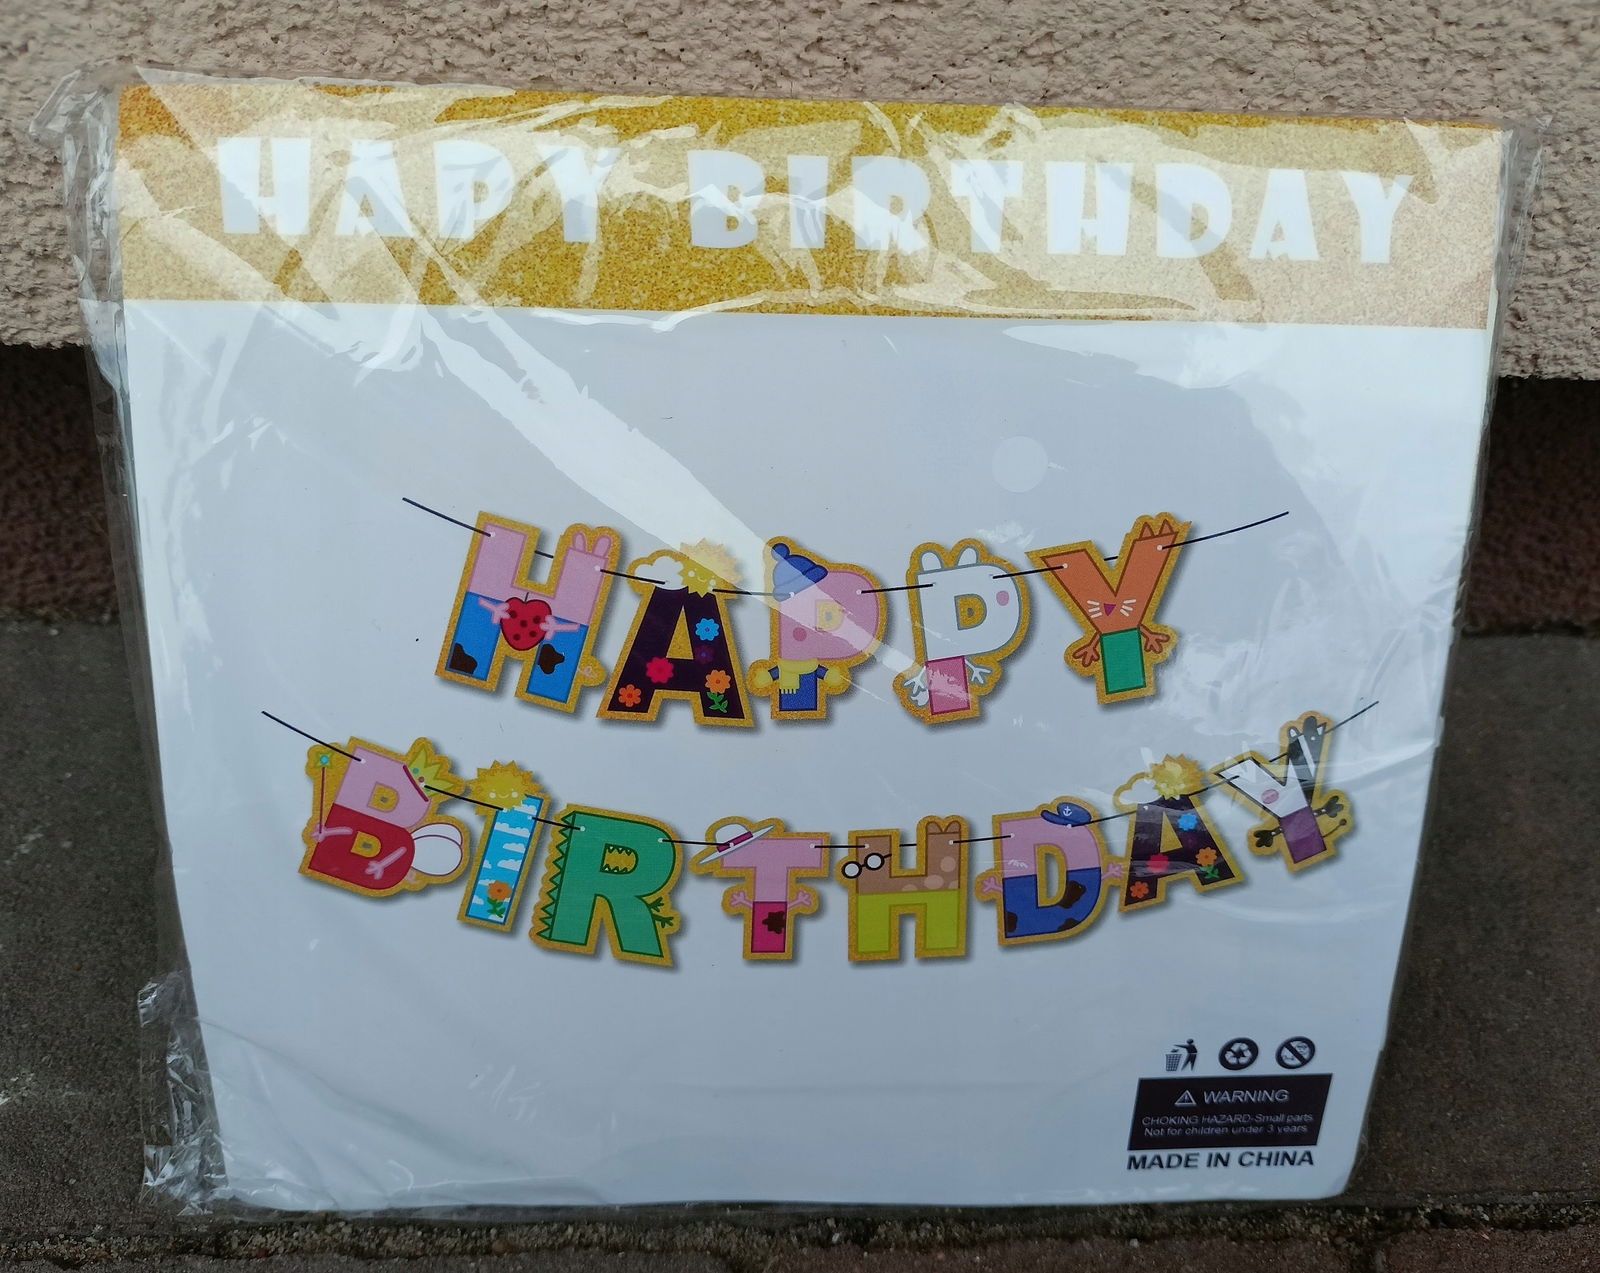 HAPY BIRTHDAY
HAPPY
BIRTHDAY
WARNING
CHOKING HAZARD-Small parts
Not for children under 3 years
MADE IN CHINA